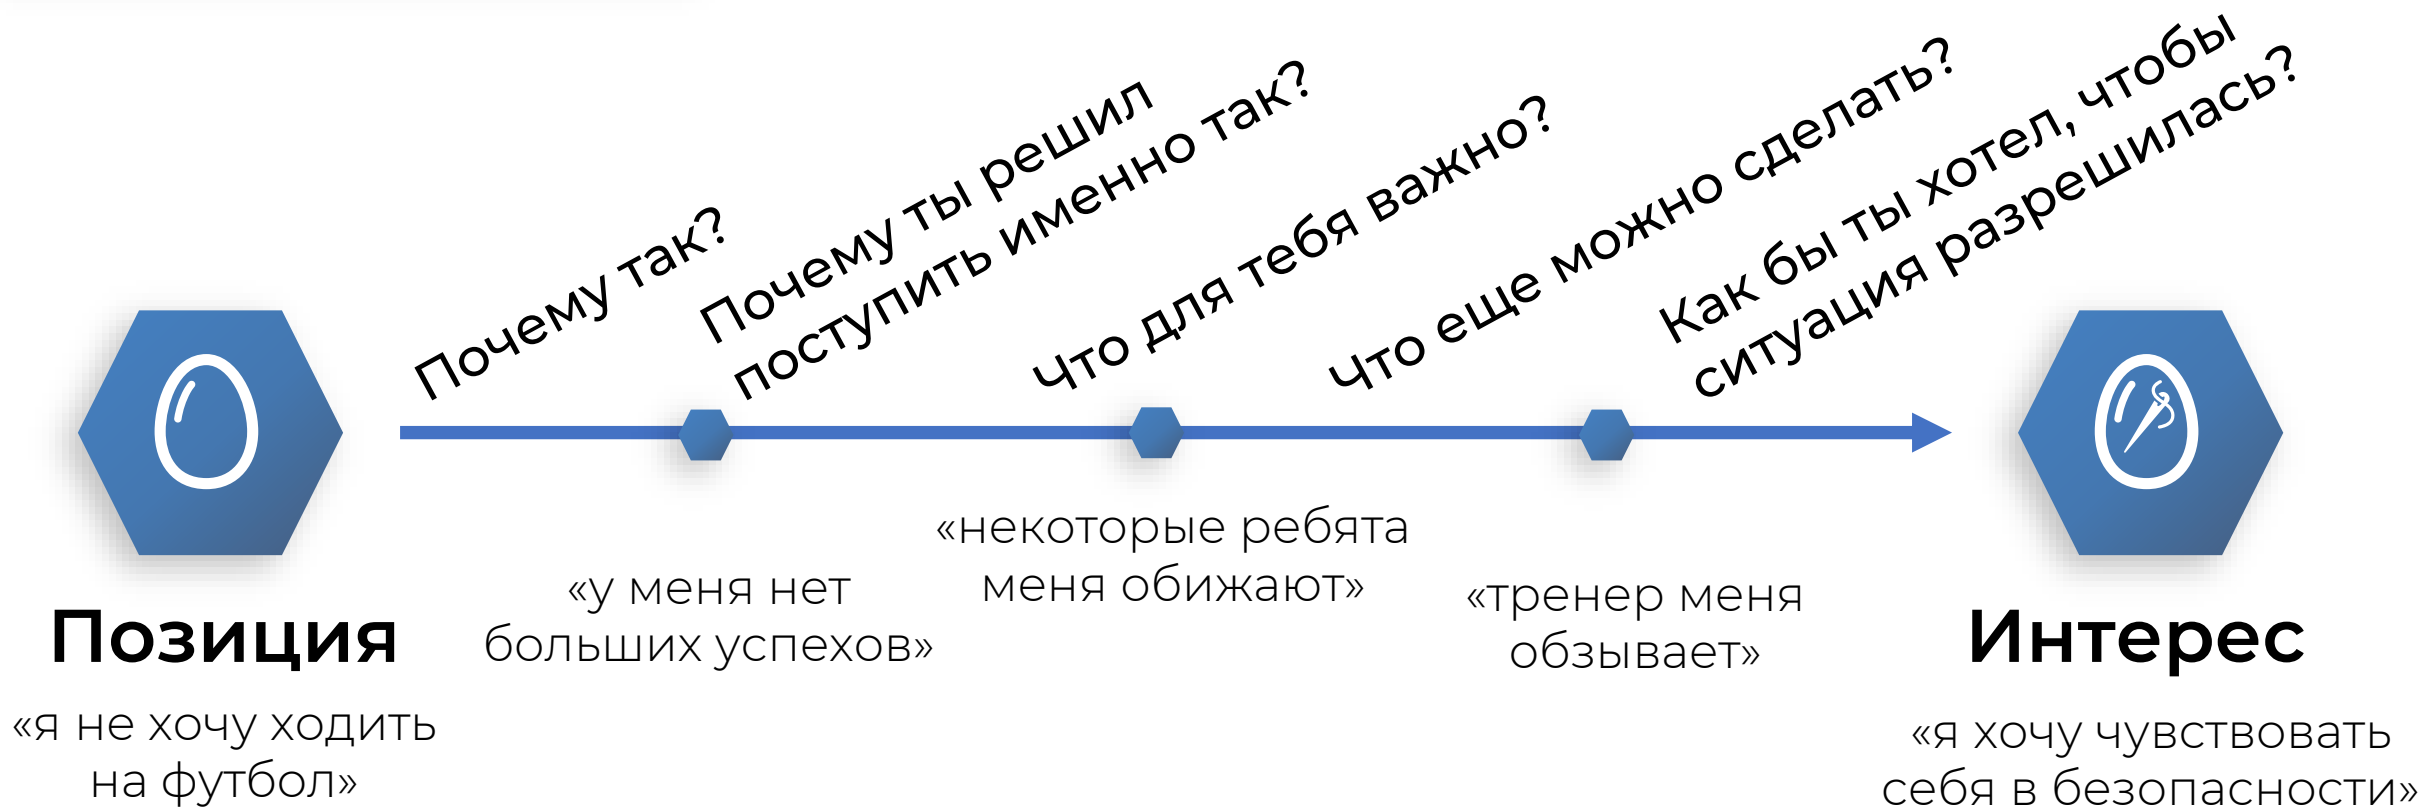 Почему так?
Почему ты решил
поступить именно так?
Что для тебя важно?
Что еще можно сделать?
Как бы ты хотел, чтобы
ситуация разрешилась?
Позиция
«я не хочу ходить
на футбол»
«у меня нет
больших успехов»
«некоторые ребята
меня обижают»
«тренер меня
обзывает»
Интерес
«я хочу чувствовать
себя в безопасности»